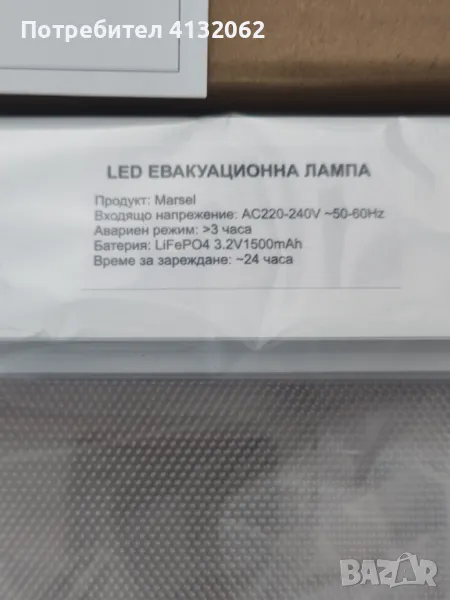 Потребител 4132062
LED ЕВАКУАЦИОННА ЛАМПА
Продукт: Marsel
Входящо напрежение: AC220-240V ~50-60Hz
Авариен режим: >3 часа
Батерия: LiFePO4 3.2V1500mAh
Време за зареждане: ~24 часа
BAZAR